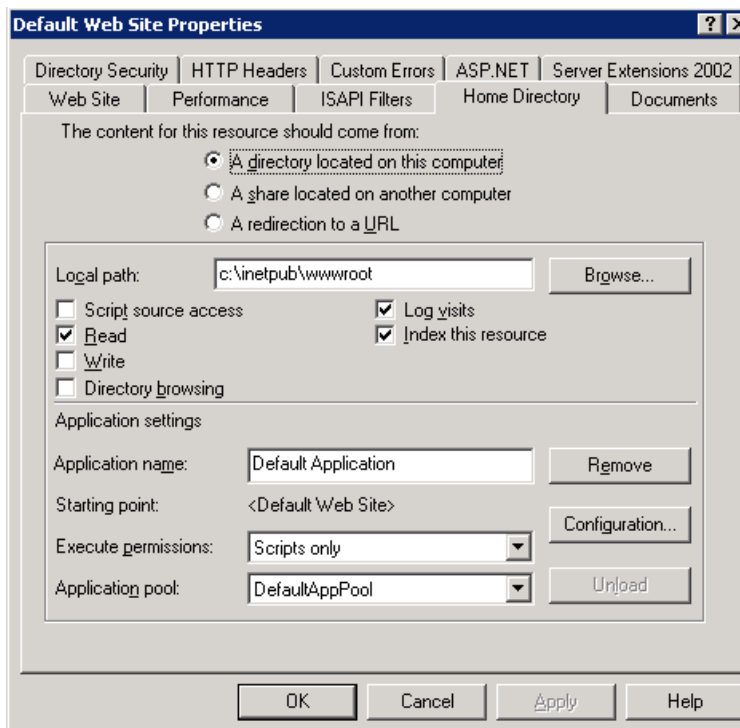 Default Web Site Properties ? X
Directory Security HTTP Headers Custom Errors ASP.NET Server Extensions 2002
Web Site Performance ISAPI Filters Home Directory Documents
The content for this resource should come from:
A directory located on this computer
A share located on another computer
A redirection to a URL
Local path: c:\inetpub\wwwroot Browse...
Script source access Log visits
Read Index this resource
Write
Directory browsing
Application settings
Application name: Default Application Remove
Starting point: <Default Web Site>
Configuration...
Execute permissions: Scripts only
Application pool: DefaultAppPool Unload
OK Cancel Apply Help